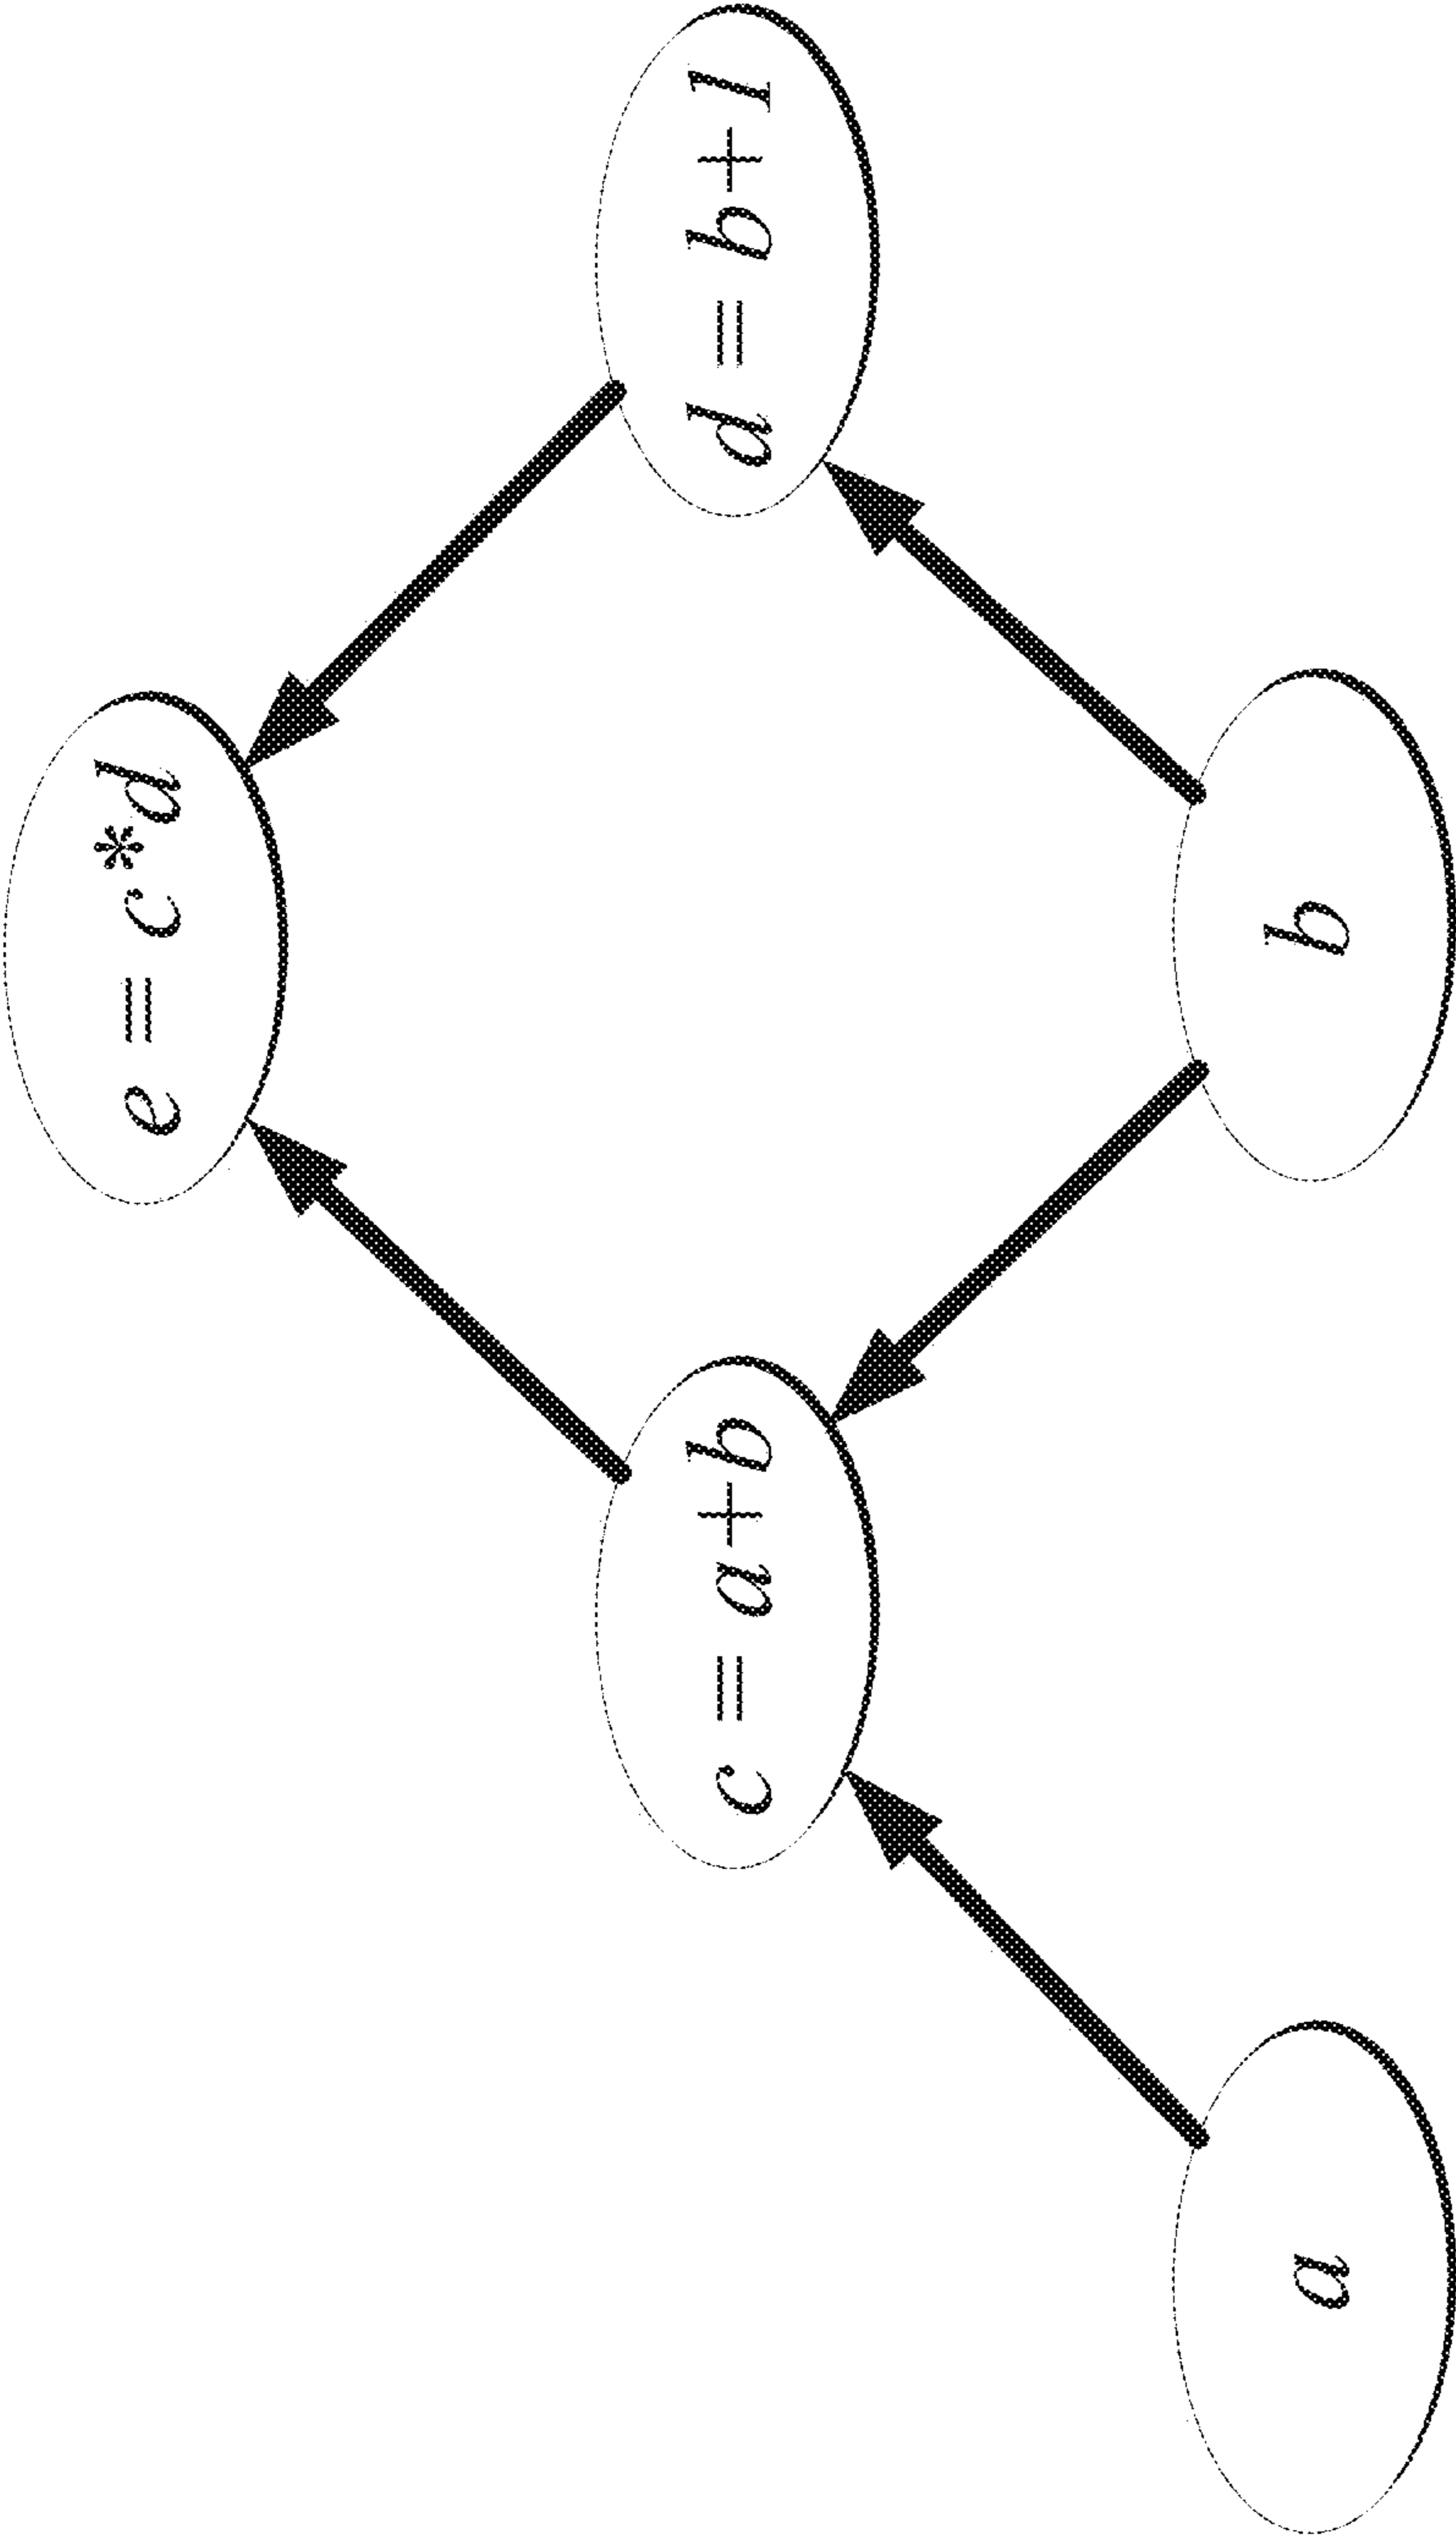 e = c*d
c = a+b
d = b+1
a
b